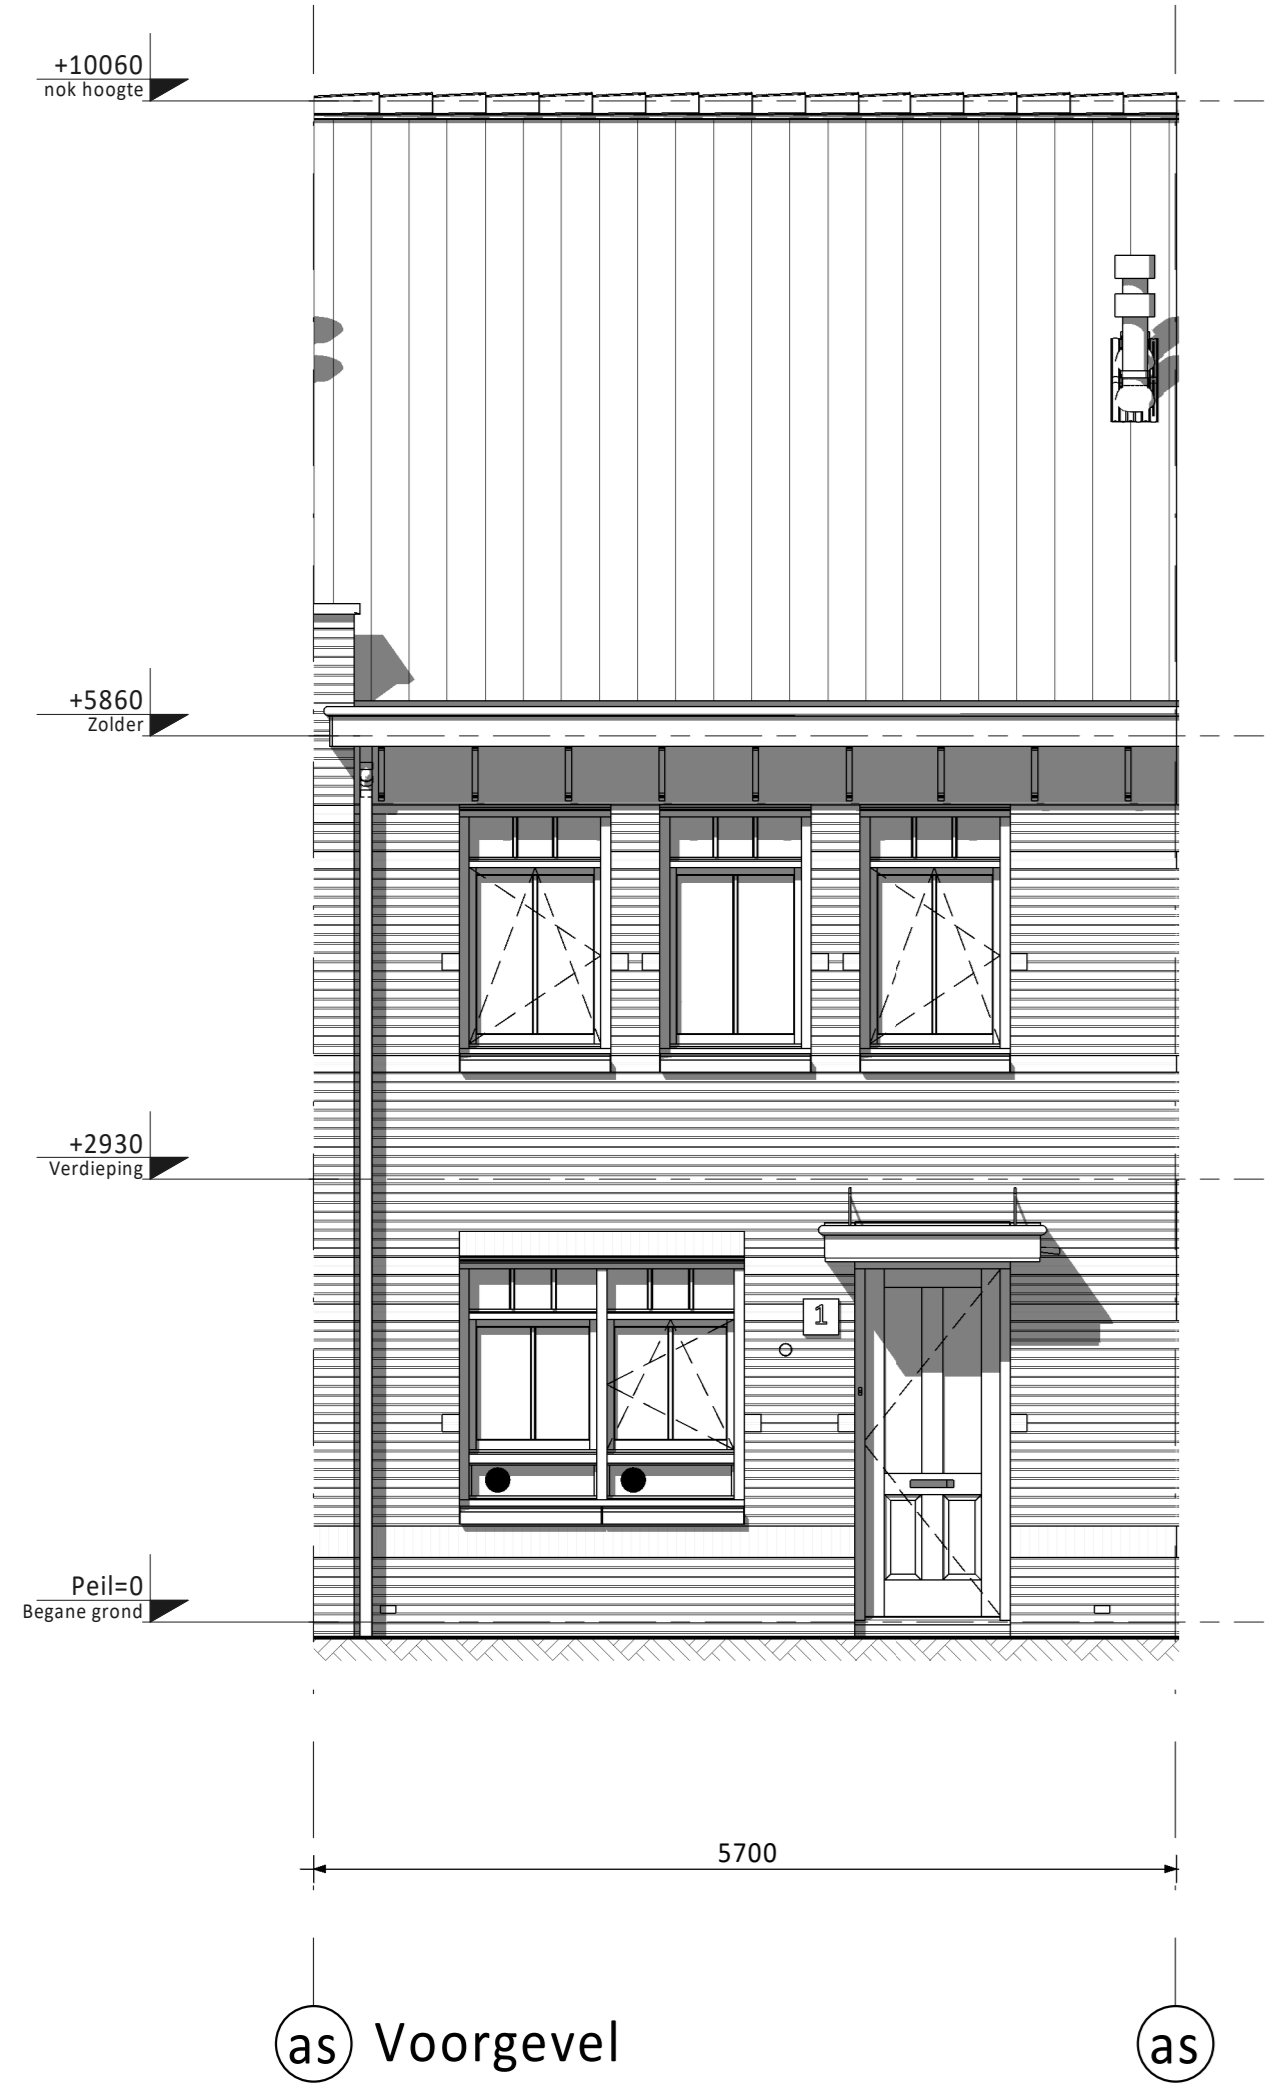 +10060
nok hoogte
+5860
Zolder
+2930
Verdieping
1
Peil=0
Begane grond
5700
as Voorgevel as